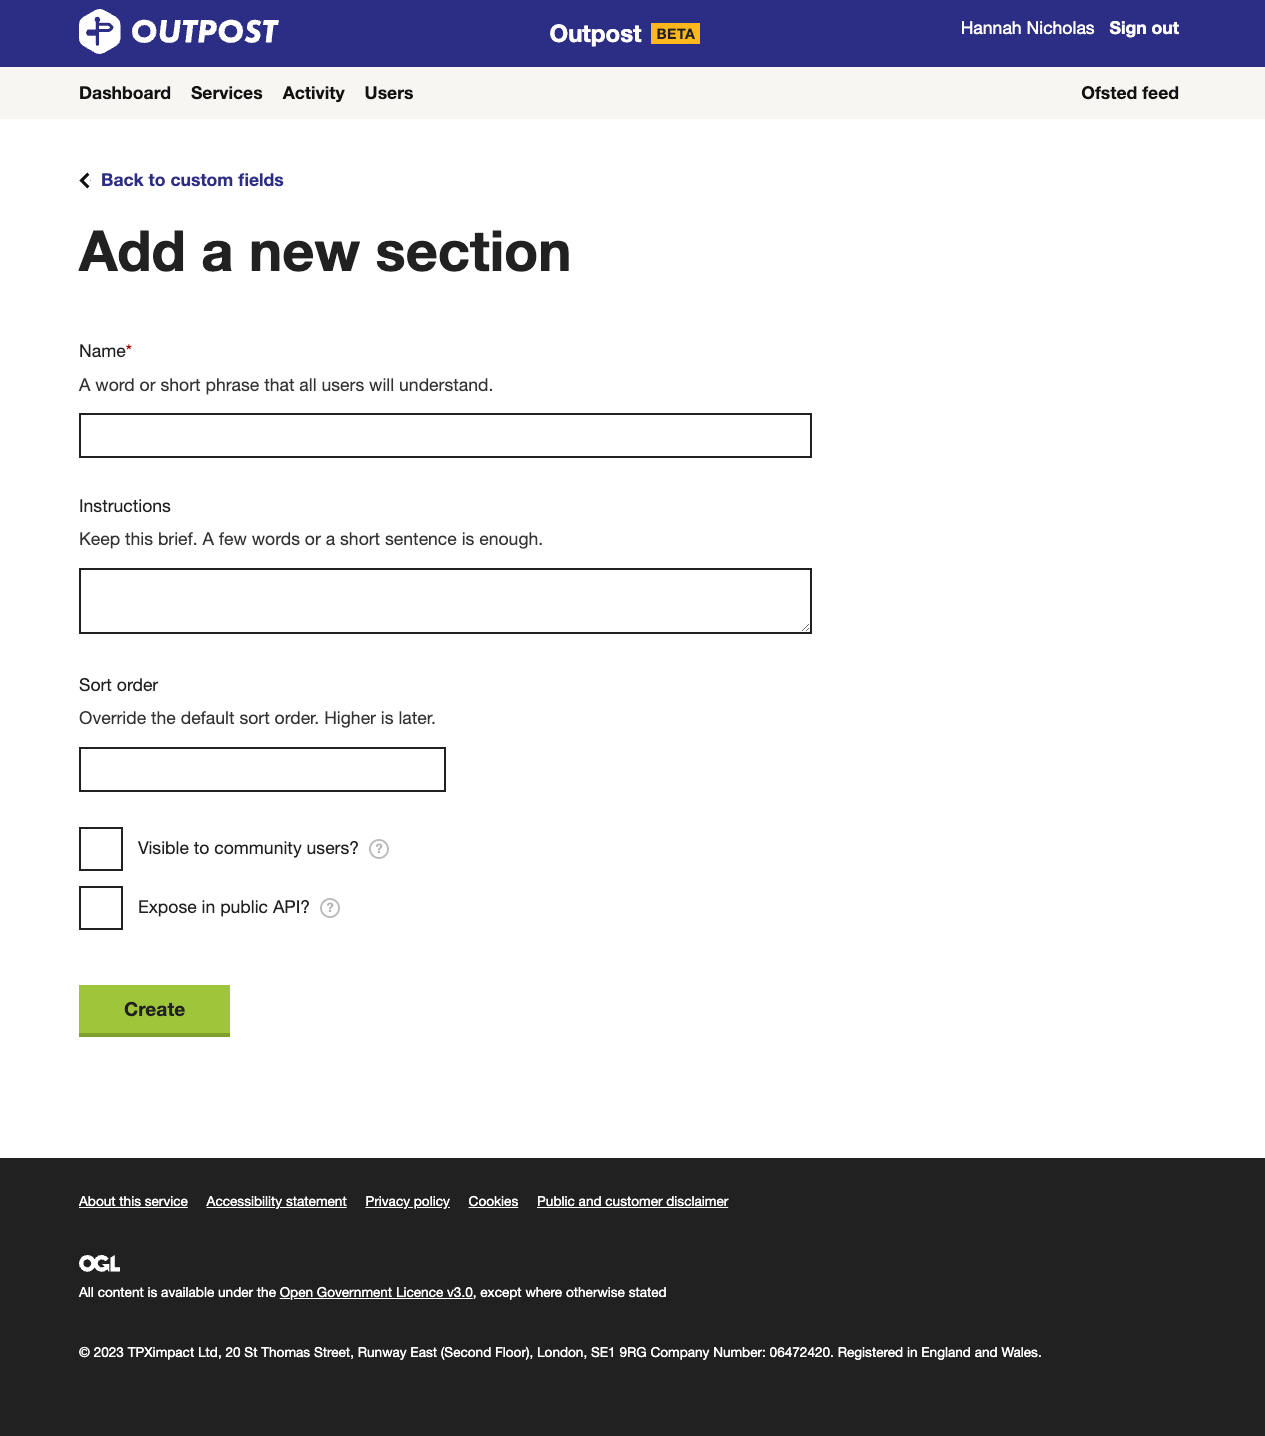 OUTPOST
Outpost BETA
Hannah Nicholas Sign out
Dashboard Services Activity Users
Ofsted feed
Back to custom fields
Add a new section
Name*
A word or short phrase that all users will understand.
Instructions
Keep this brief. A few words or a short sentence is enough.
Sort order
Override the default sort order. Higher is later.
Visible to community users? ?
Expose in public API? ?
Create
About this service Accessibility statement Privacy policy Cookies Public and customer disclaimer
OGL
All content is available under the Open Government Licence v3.0, except where otherwise stated
© 2023 TPXimpact Ltd, 20 St Thomas Street, Runway East (Second Floor), London, SE1 9RG Company Number: 06472420. Registered in England and Wales.